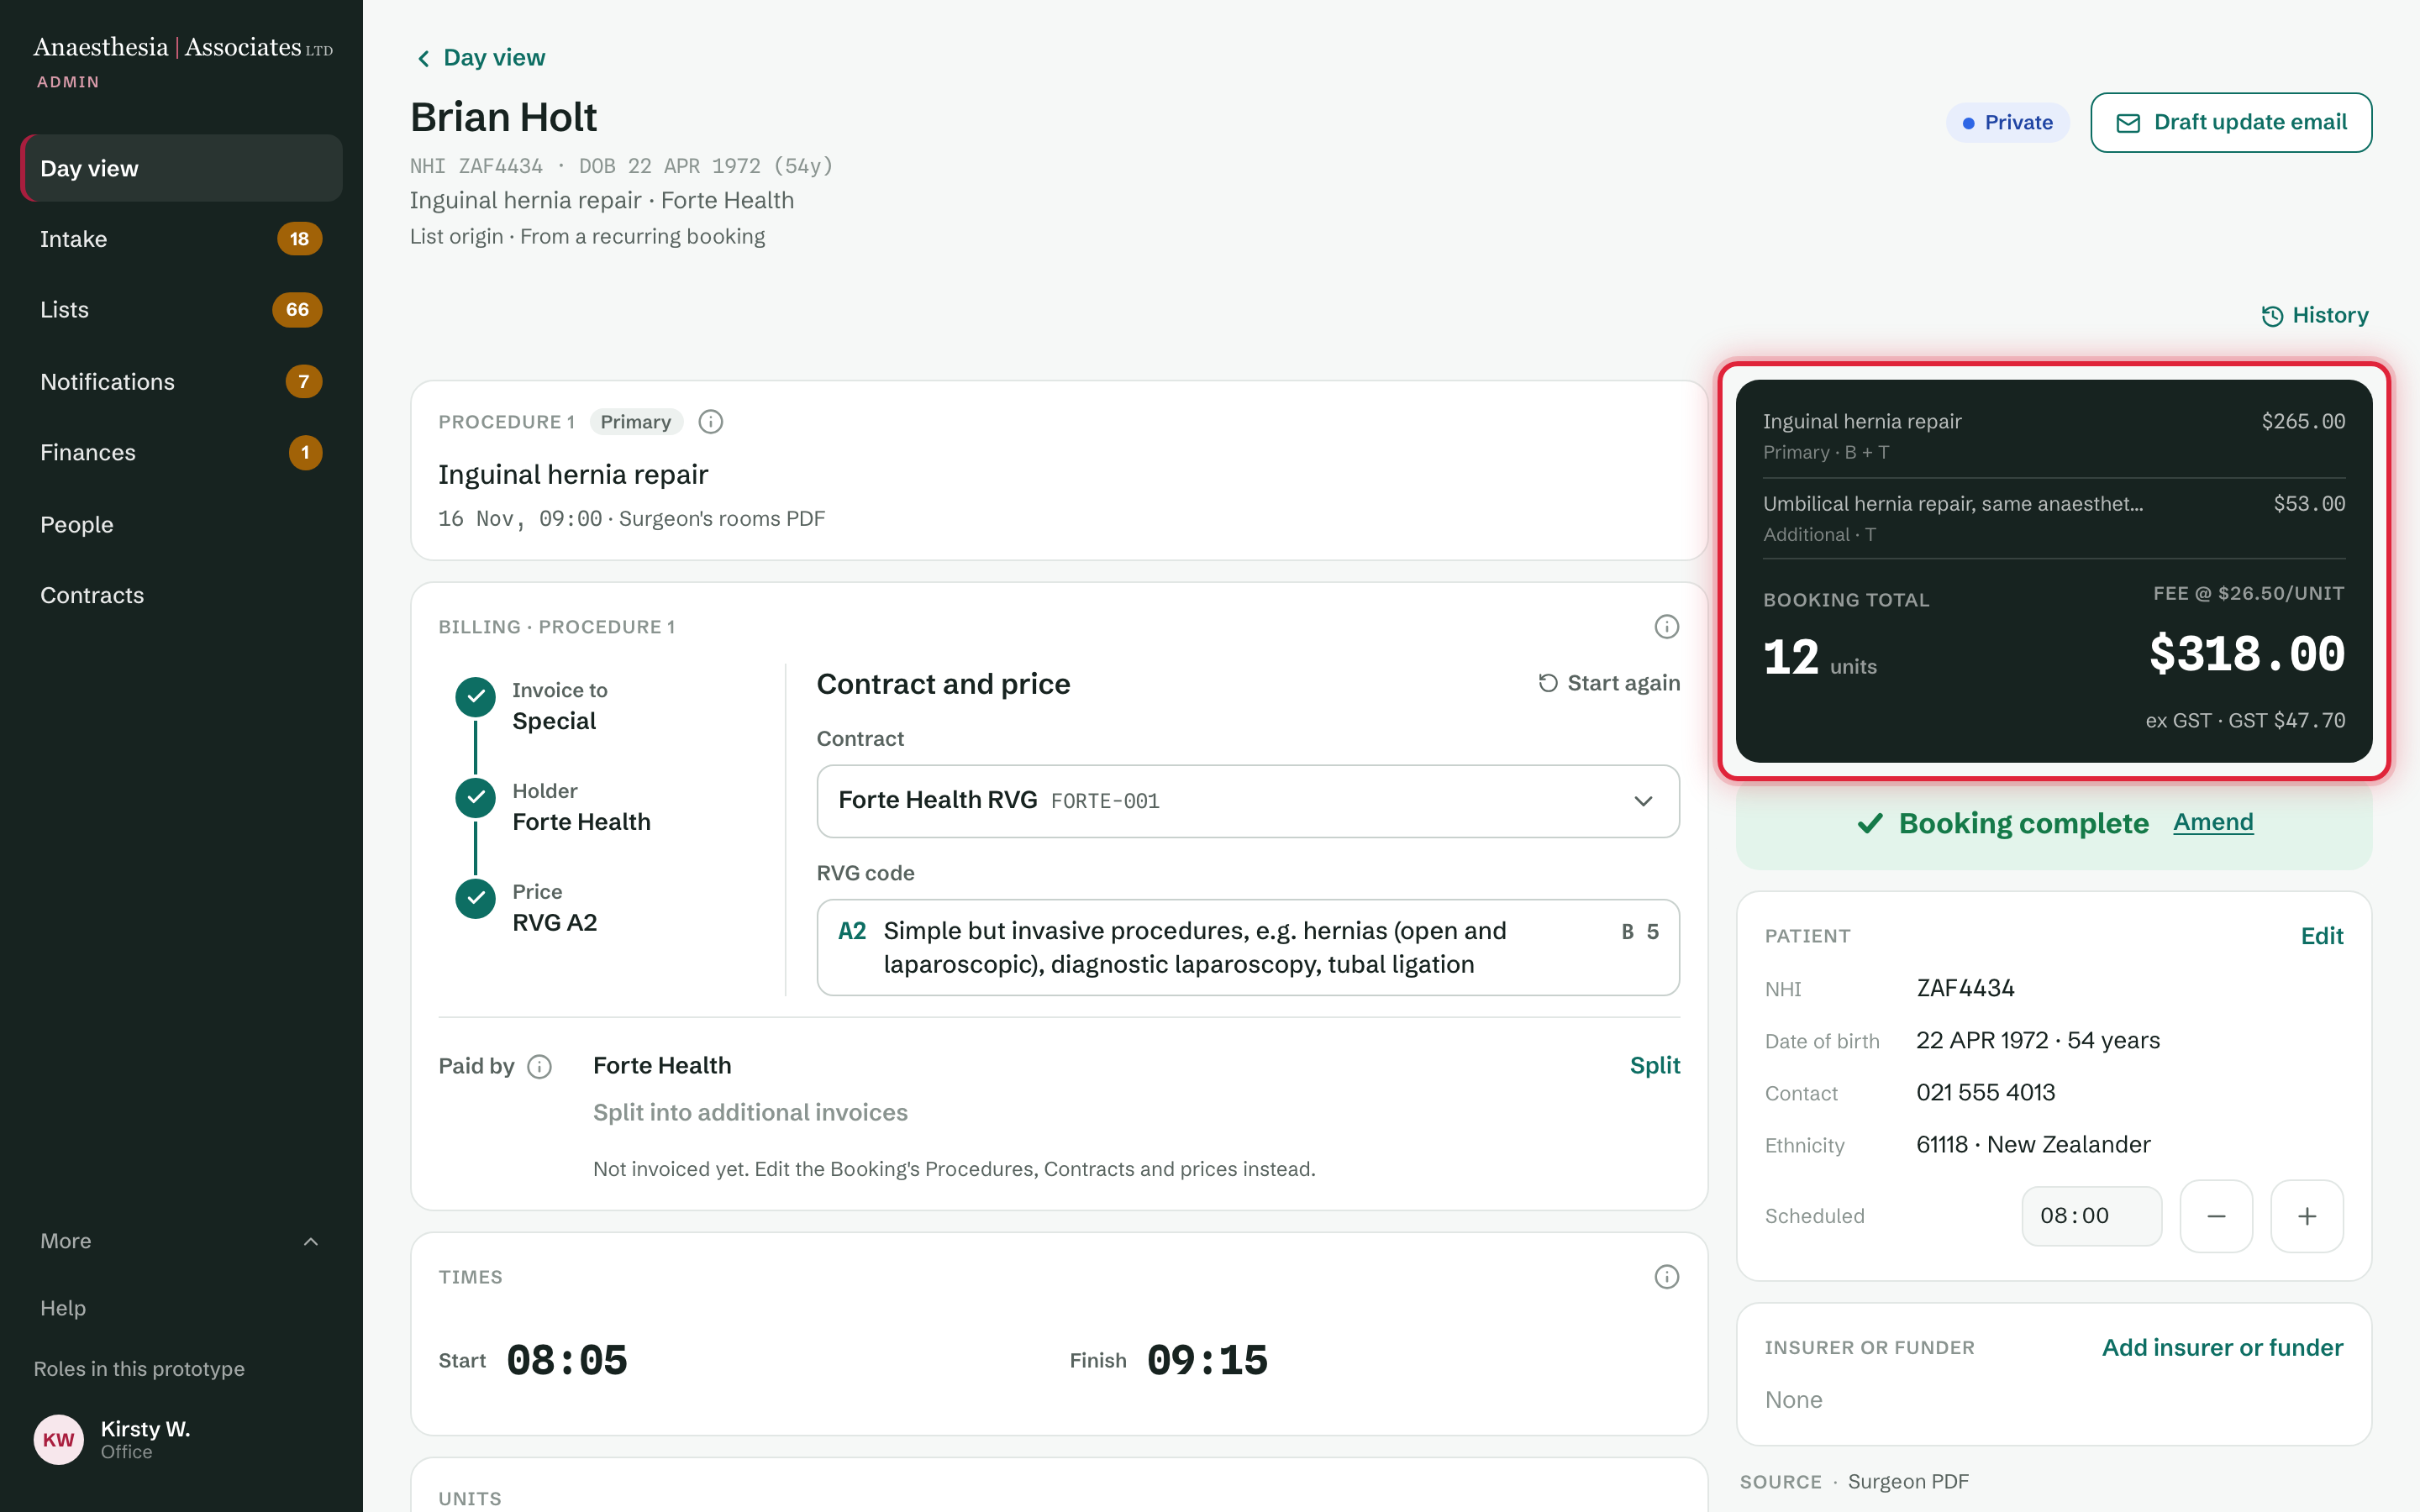 Anaesthesia | Associates LTD
ADMIN
Day view
Intake 18
Lists 66
Notifications 7
Finances 1
People
Contracts
More
Help
Roles in this prototype
KW
Kirsty W.
Office
Day view
Brian Holt
NHI ZAF4434 · DOB 22 APR 1972 (54y)
Inguinal hernia repair · Forte Health
List origin · From a recurring booking
Private
Draft update email
History
PROCEDURE 1 Primary
Inguinal hernia repair
16 Nov, 09:00 · Surgeon's rooms PDF
BILLING · PROCEDURE 1
Invoice to
Special
Holder
Forte Health
Price
RVG A2
Contract and price
Start again
Contract
Forte Health RVG FORTE-001
RVG code
A2 Simple but invasive procedures, e.g. hernias (open and B 5
laparoscopic), diagnostic laparoscopy, tubal ligation
Paid by Forte Health Split
Split into additional invoices
Not invoiced yet. Edit the Booking's Procedures, Contracts and prices instead.
TIMES
Start 08:05
Finish 09:15
UNITS
Inguinal hernia repair $265.00
Primary · B + T
Umbilical hernia repair, same anaesthet... $53.00
Additional · T
BOOKING TOTAL
FEE @ $26.50/UNIT
12 units
$318.00
ex GST · GST $47.70
Booking complete Amend
PATIENT Edit
NHI ZAF4434
Date of birth 22 APR 1972 · 54 years
Contact 021 555 4013
Ethnicity 61118 · New Zealander
Scheduled 08:00 − +
INSURER OR FUNDER Add insurer or funder
None
SOURCE · Surgeon PDF